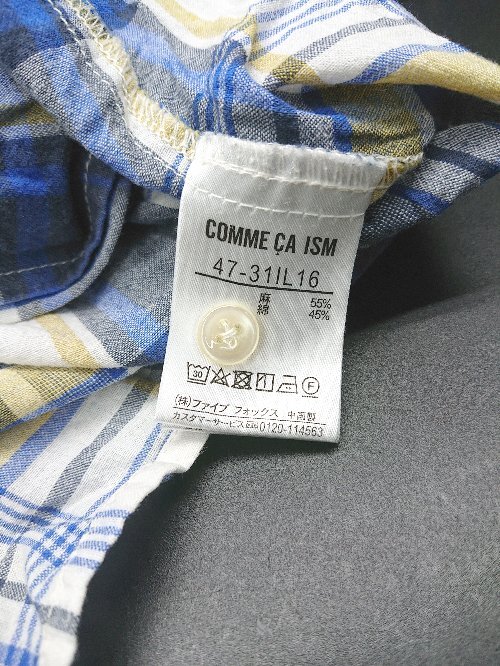 COMME ÇA ISM
47-31IL16
麻 55%
綿 45%
30
(株)ファイブ フォックス 中国製
カスタマーサービス 0120-114563